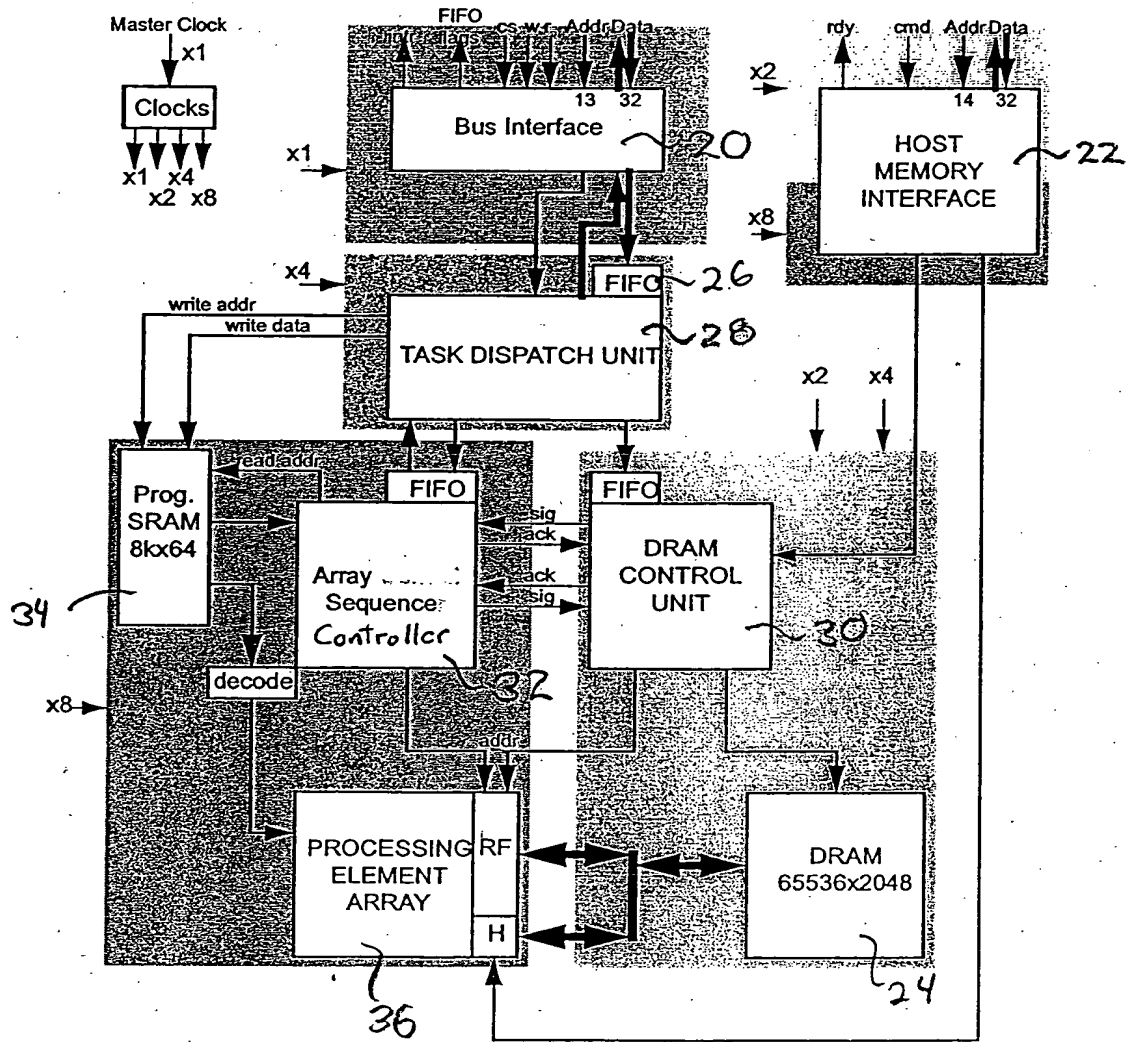 Master Clock
x1
Clocks
x1 x2 x4 x8
FIFO
flags cs w r Addr Data
13 32
Bus Interface
20
x1
rdy cmd Addr Data
x2
14 32
HOST
MEMORY
INTERFACE
22
x8
x4
FIFO
26
TASK DISPATCH UNIT
28
write addr
write data
x2 x4
Prog.
SRAM
8kx64
34
read addr
FIFO
Array
Sequence
Controller
32
sig
ack
ack
sig
FIFO
DRAM
CONTROL
UNIT
30
decode
x8
addr
PROCESSING
ELEMENT
ARRAY
RF
H
36
DRAM
65536x2048
24